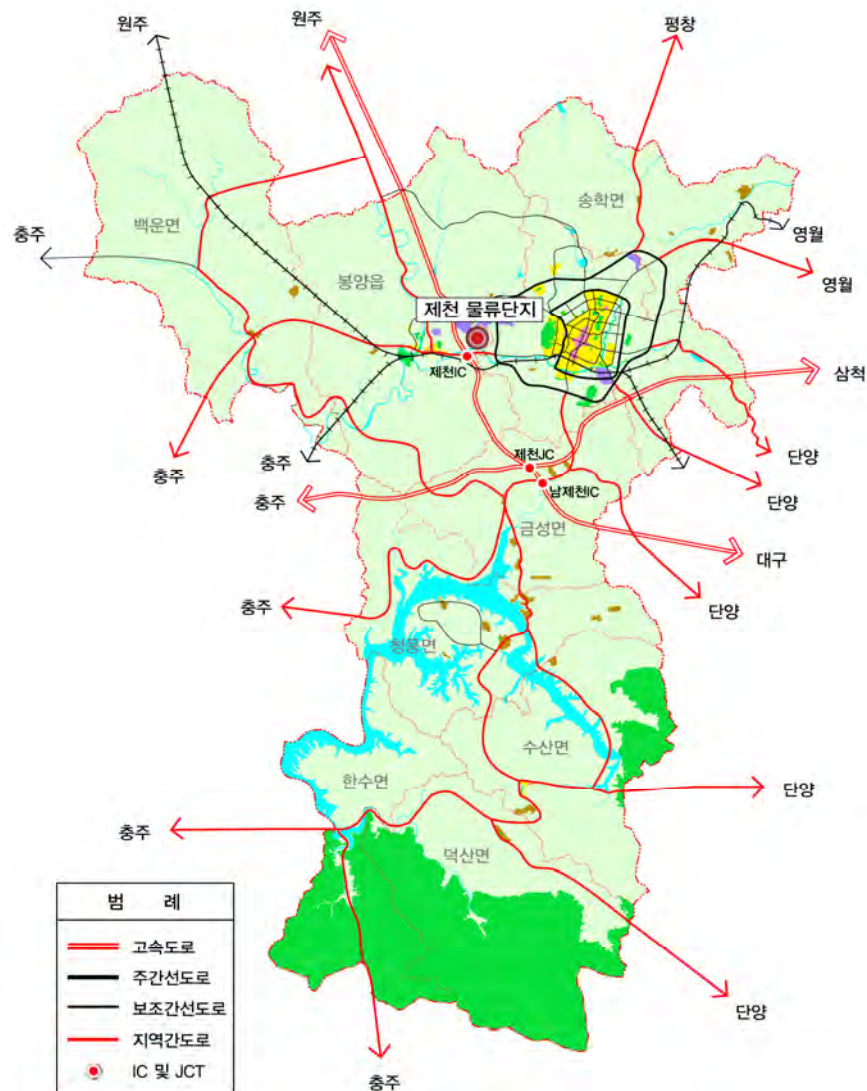 원주
원주
평창
송학면
백운면
충주
영월
영월
봉양읍
제천 물류단지
제천IC
삼척
충주
충주
제천JC
단양
단양
충주
남제천IC
금성면
대구
충주
단양
청풍면
수산면
한수면
단양
충주
덕산면
범 례
고속도로
주간선도로
보조간선도로
지역간도로
IC 및 JCT
단양
충주